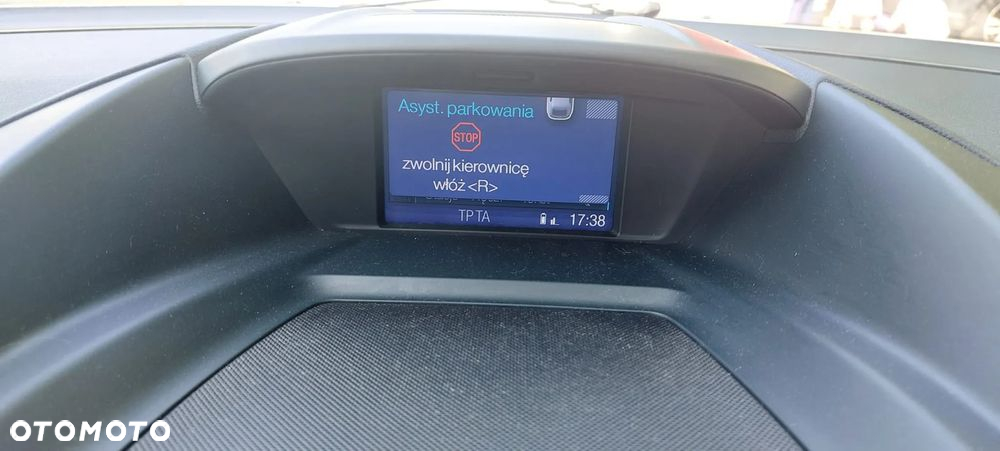 Asyst. parkowania
STOP
zwolnij kierownicę
włóż <R>
TP TA 17:38
OTOMOTO